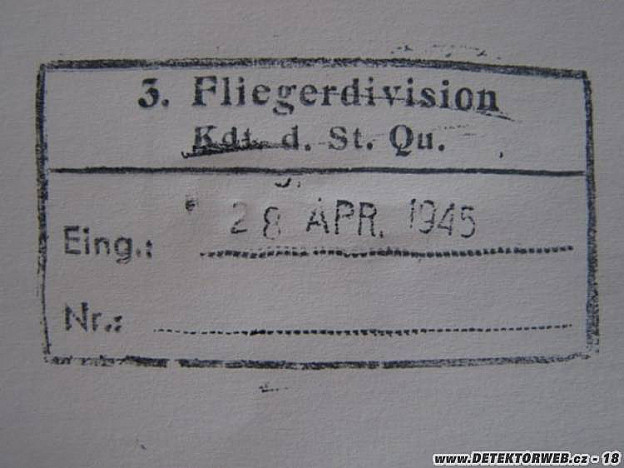 3. Fliegerdivision
Kdt. d. St. Qu.
Eing.: 28 APR. 1945
Nr.:
www.DETEKTORWEB.cz - 18